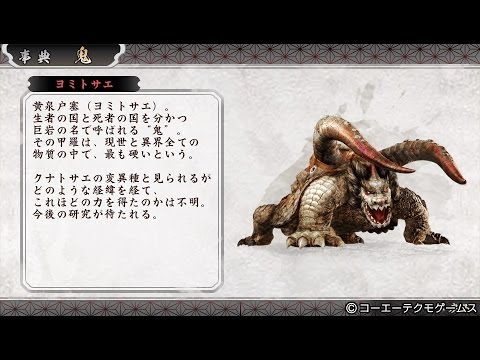 事典 鬼
ヨミトサエ
黄泉戸塞（ヨミトサエ）。
生者の国と死者の国を分かつ
巨岩の名で呼ばれる“鬼”。
その甲羅は、現世と異界全ての
物質の中で、最も硬いという。
クナトサエの変異種と見られるが
どのような経緯を経て、
これほどの力を得たのかは不明。
今後の研究が待たれる。
©コーエーテクモゲームス